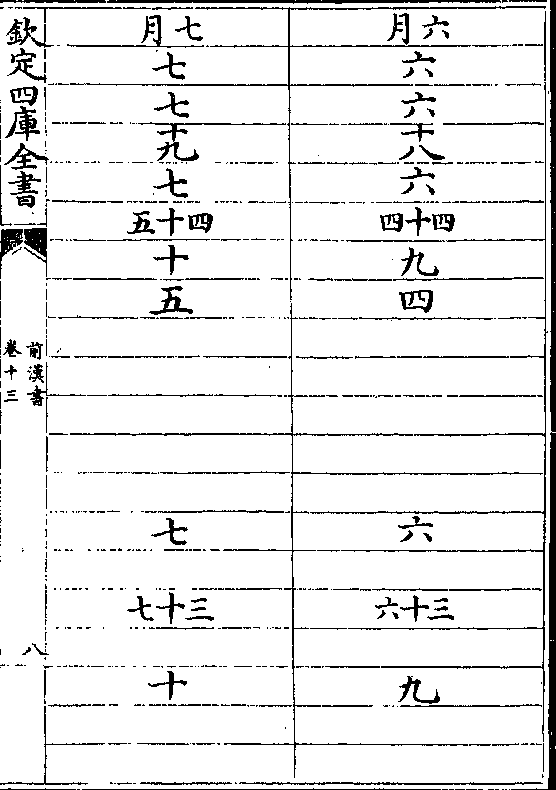 六月
六
六
十八
六
四十四
九
四
六
三十六
九
七月
七
七
十九
七
四十五
十
五
七
三十七
十
欽定四庫全書
前漢書
卷十三
八